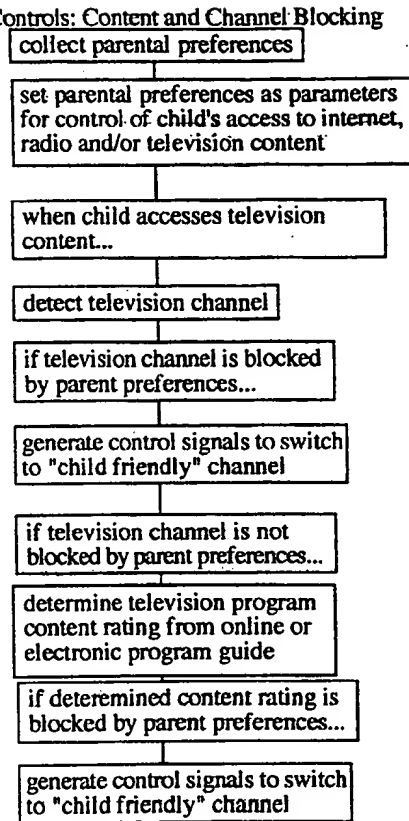 Controls: Content and Channel Blocking
collect parental preferences
set parental preferences as parameters
for control of child's access to internet,
radio and/or television content
when child accesses television
content...
detect television channel
if television channel is blocked
by parent preferences...
generate control signals to switch
to "child friendly" channel
if television channel is not
blocked by parent preferences...
determine television program
content rating from online or
electronic program guide
if deteremined content rating is
blocked by parent preferences...
generate control signals to switch
to "child friendly" channel